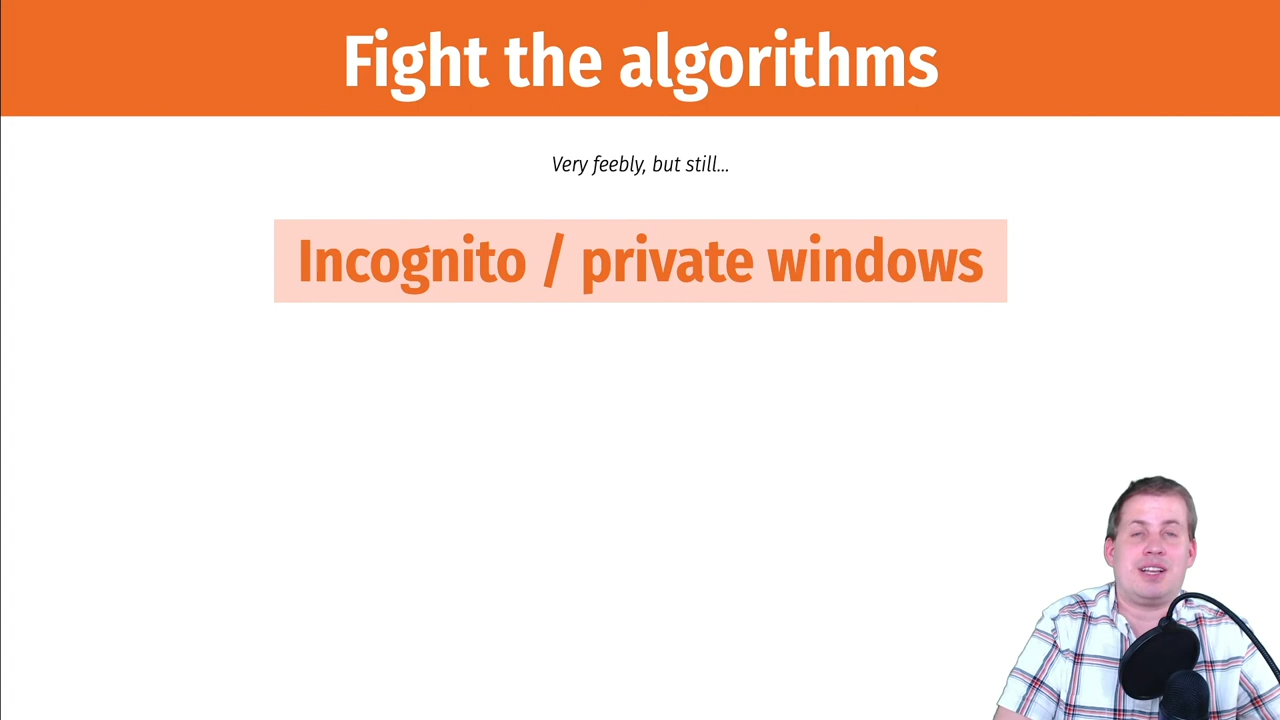 Fight the algorithms
Very feebly, but still...
Incognito / private windows